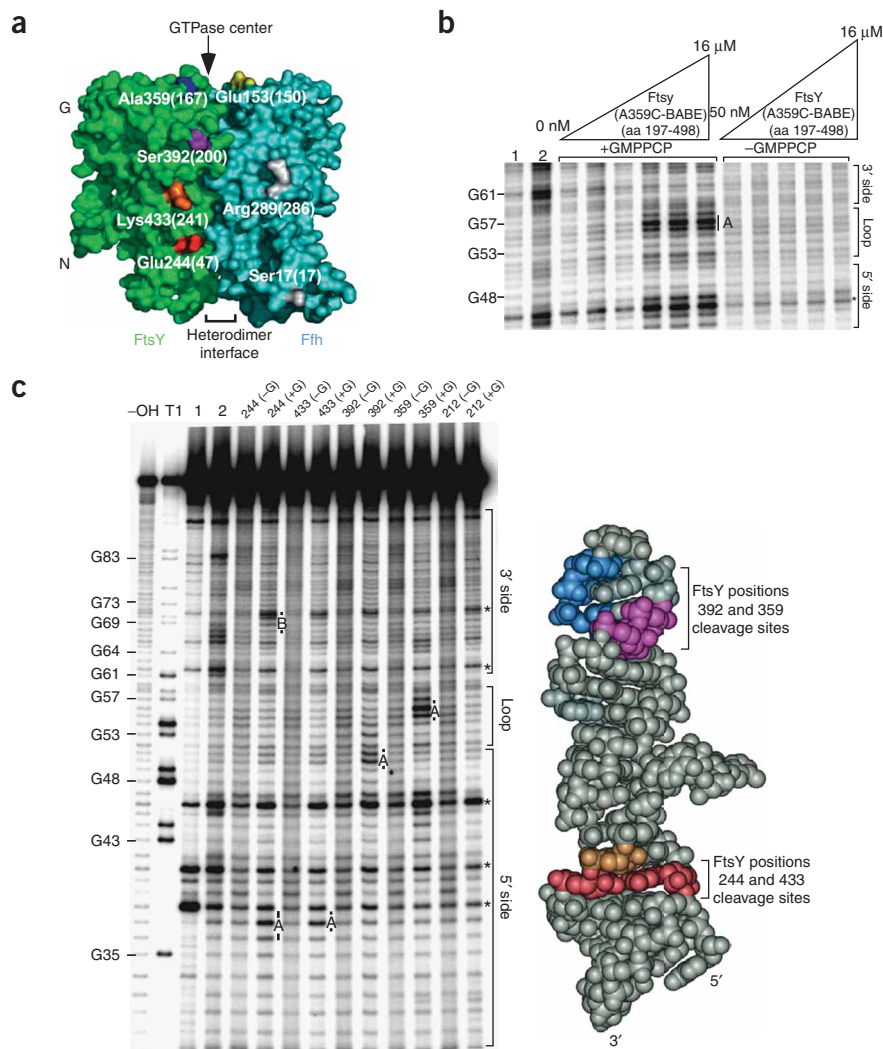 a
GTPase center
G
Ala359(167)
Glu153(150)
Ser392(200)
Lys433(241)
Arg289(286)
Glu244(47)
N
Ser17(17)
FtsY
Heterodimer
interface
Ffh
b
16 μM
16 μM
Ftsy
(A359C-BABE)
(aa 197-498)
0 nM
50 nM
FtsY
(A359C-BABE)
(aa 197-498)
1 2
+GMPPCP
–GMPPCP
G61
G57
G53
G48
A
3′ side
Loop
5′ side
*
c
–OH T1 1 2 244 (–G) 244 (+G) 433 (–G) 433 (+G) 392 (–G) 392 (+G) 359 (–G) 359 (+G) 212 (–G) 212 (+G)
G83
G73
G69
G64
G61
G57
G53
G48
G43
G35
B
A
A
A
A
*
*
*
*
*
3′ side
Loop
5′ side
FtsY positions
392 and 359
cleavage sites
FtsY positions
244 and 433
cleavage sites
5′
3′